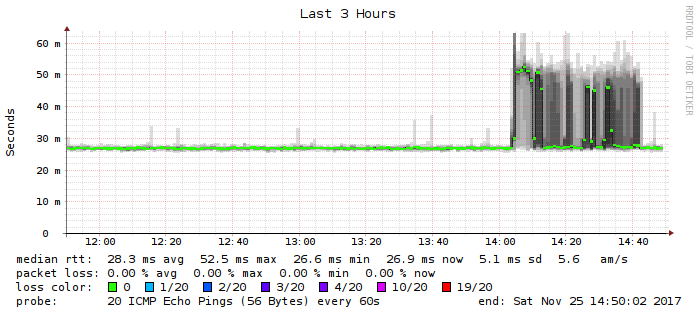 Last 3 Hours
RRDTOOL / TOBI OETIKER
Seconds
60 m
50 m
40 m
30 m
20 m
10 m
0
12:00 12:20 12:40 13:00 13:20 13:40 14:00 14:20 14:40
median rtt: 28.3 ms avg 52.5 ms max 26.6 ms min 26.9 ms now 5.1 ms sd 5.6 am/s
packet loss: 0.00 % avg 0.00 % max 0.00 % min 0.00 % now
loss color: 0 1/20 2/20 3/20 4/20 10/20 19/20
probe: 20 ICMP Echo Pings (56 Bytes) every 60s end: Sat Nov 25 14:50:02 2017